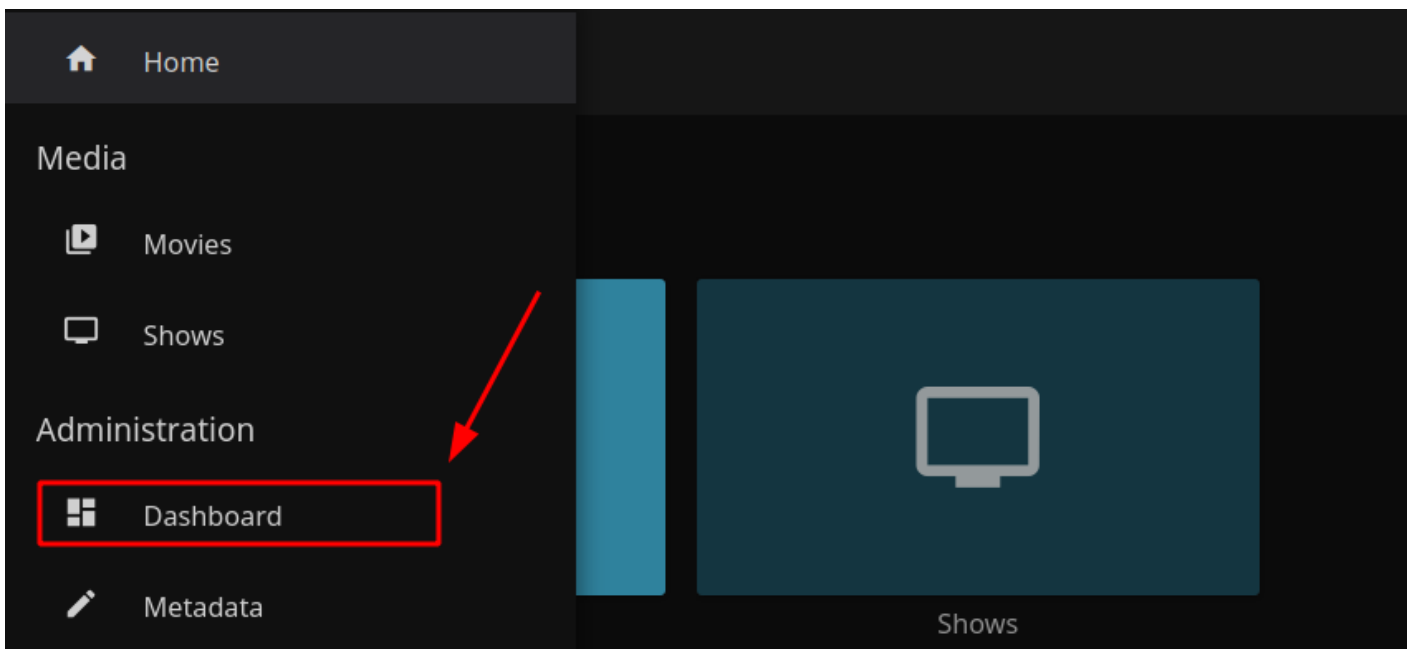 Home
Media
Movies
Shows
Administration
Dashboard
Metadata
Shows